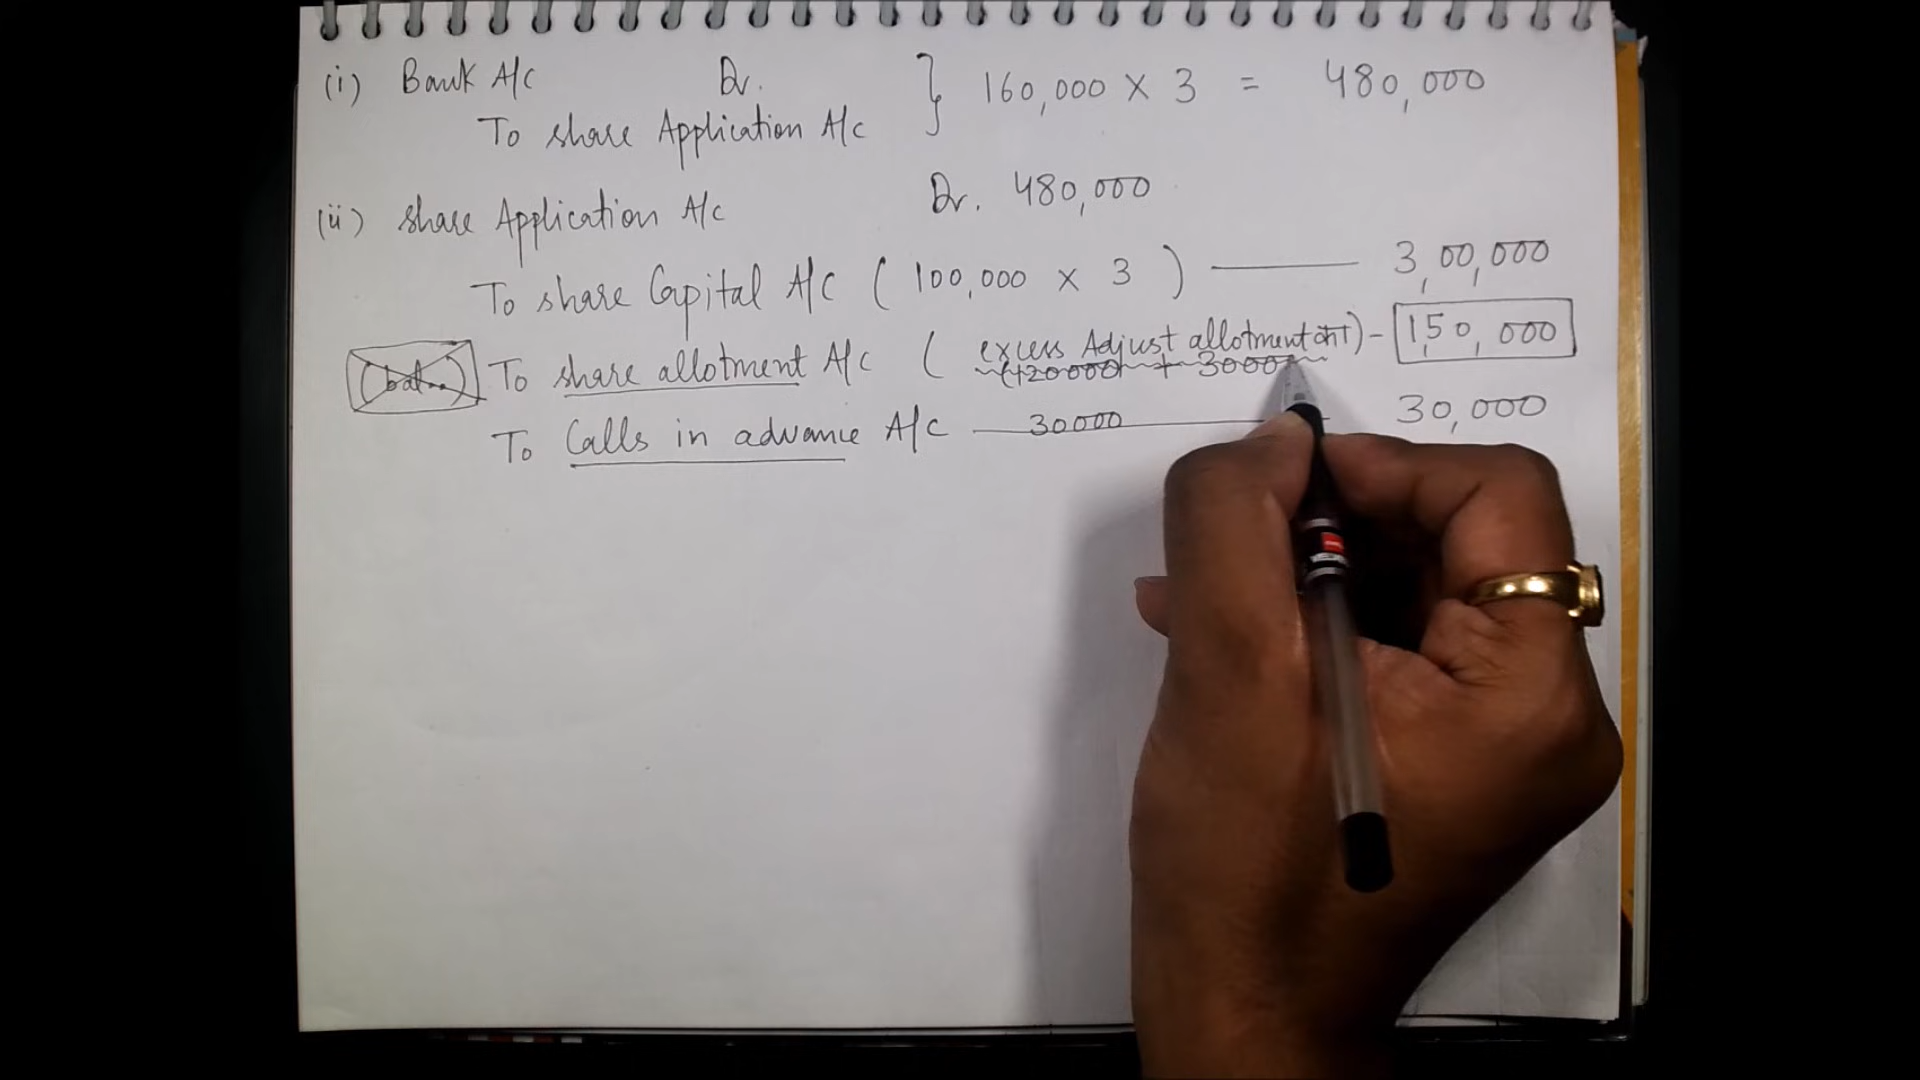 (i) Bank A/c Dr. } 160,000 X 3 = 480,000
To share Application A/c
(ii) share Application A/c Dr. 480,000
To share Capital A/c ( 100,000 x 3 ) 3,00,000
(bal...) To share allotment A/c ( excess Adjust allotment) - 150,000
(120000) + 3000
To Calls in advance A/c 30000 30,000